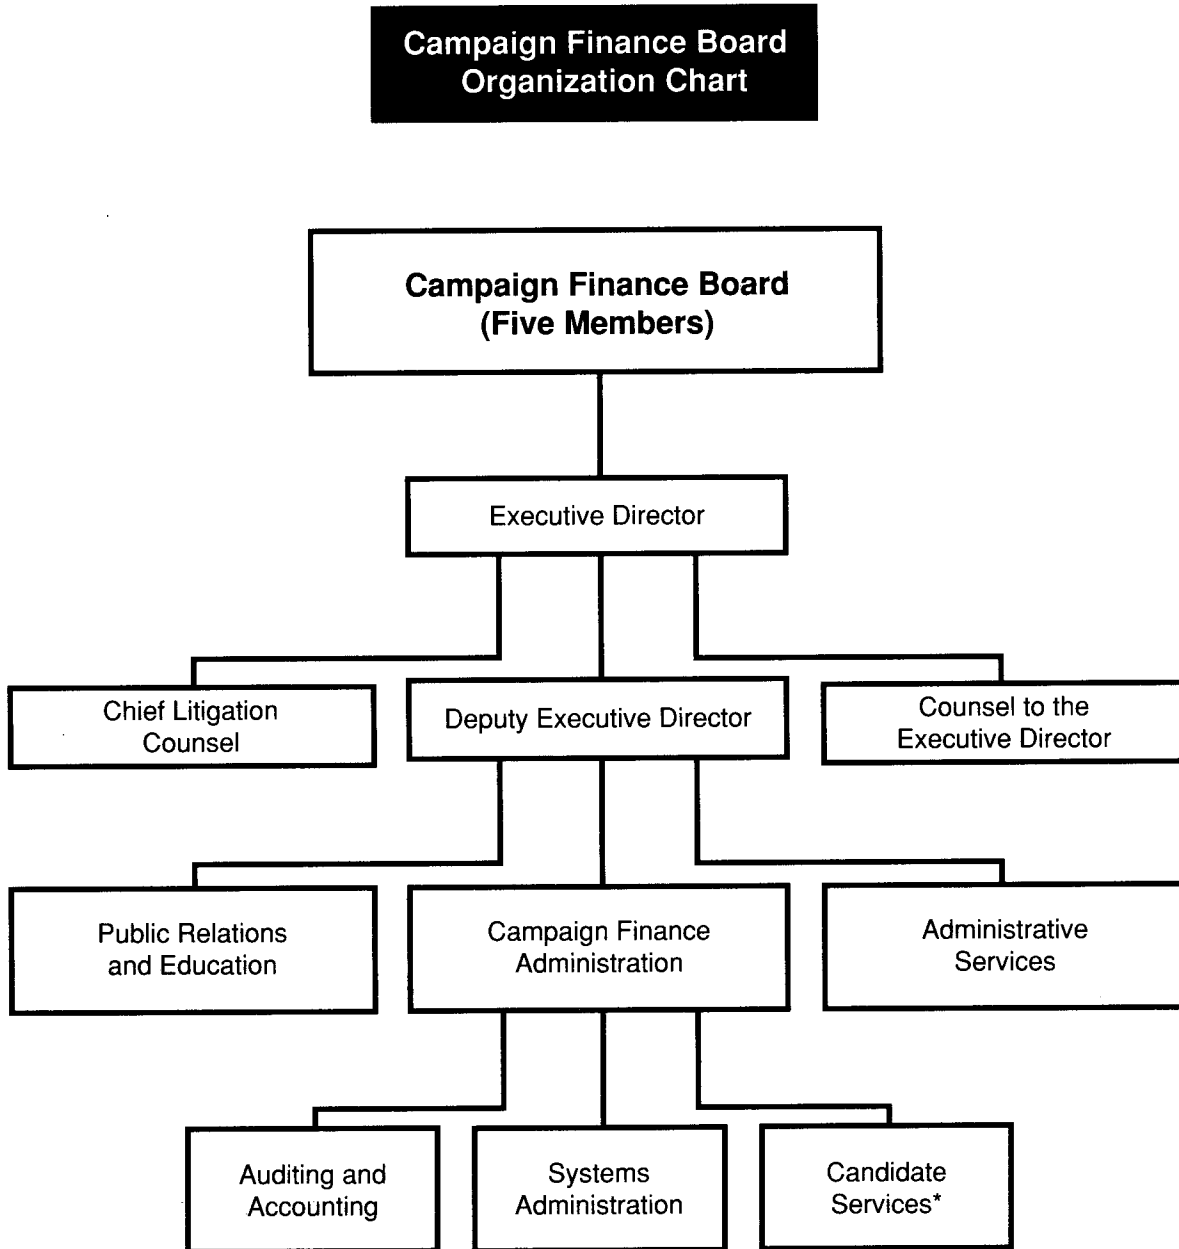 Campaign Finance Board
Organization Chart
Campaign Finance Board
(Five Members)
Executive Director
Chief Litigation
Counsel
Deputy Executive Director
Counsel to the
Executive Director
Public Relations
and Education
Campaign Finance
Administration
Administrative
Services
Auditing and
Accounting
Systems
Administration
Candidate
Services*